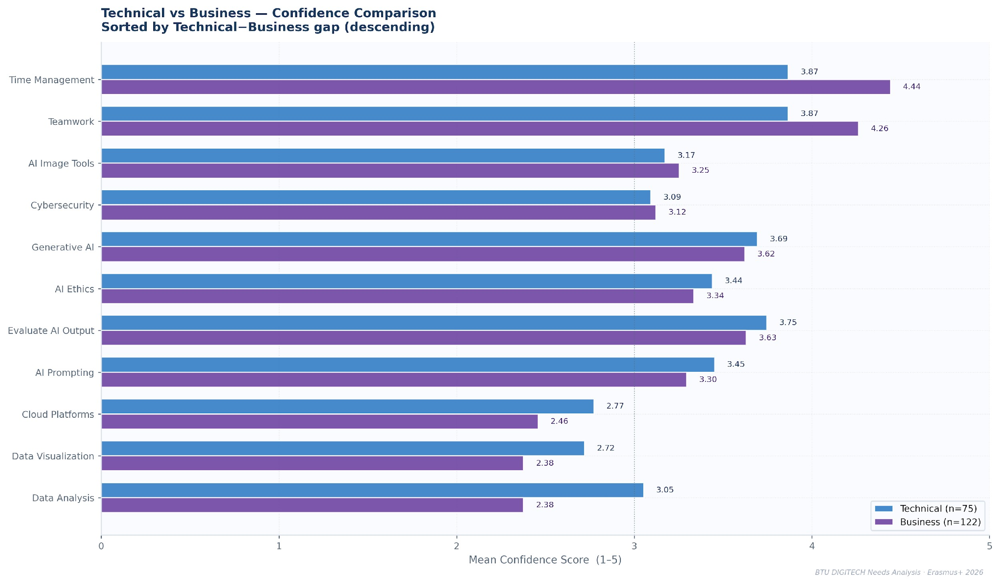 Technical vs Business — Confidence Comparison
Sorted by Technical−Business gap (descending)
Time Management
3.87
4.44
Teamwork
3.87
4.26
AI Image Tools
3.17
3.25
Cybersecurity
3.09
3.12
Generative AI
3.69
3.62
AI Ethics
3.44
3.34
Evaluate AI Output
3.75
3.63
AI Prompting
3.45
3.30
Cloud Platforms
2.77
2.46
Data Visualization
2.72
2.38
Data Analysis
3.05
2.38
Technical (n=75)
Business (n=122)
0 1 2 3 4 5
Mean Confidence Score (1–5)
BTU DIGITECH Needs Analysis · Erasmus+ 2026